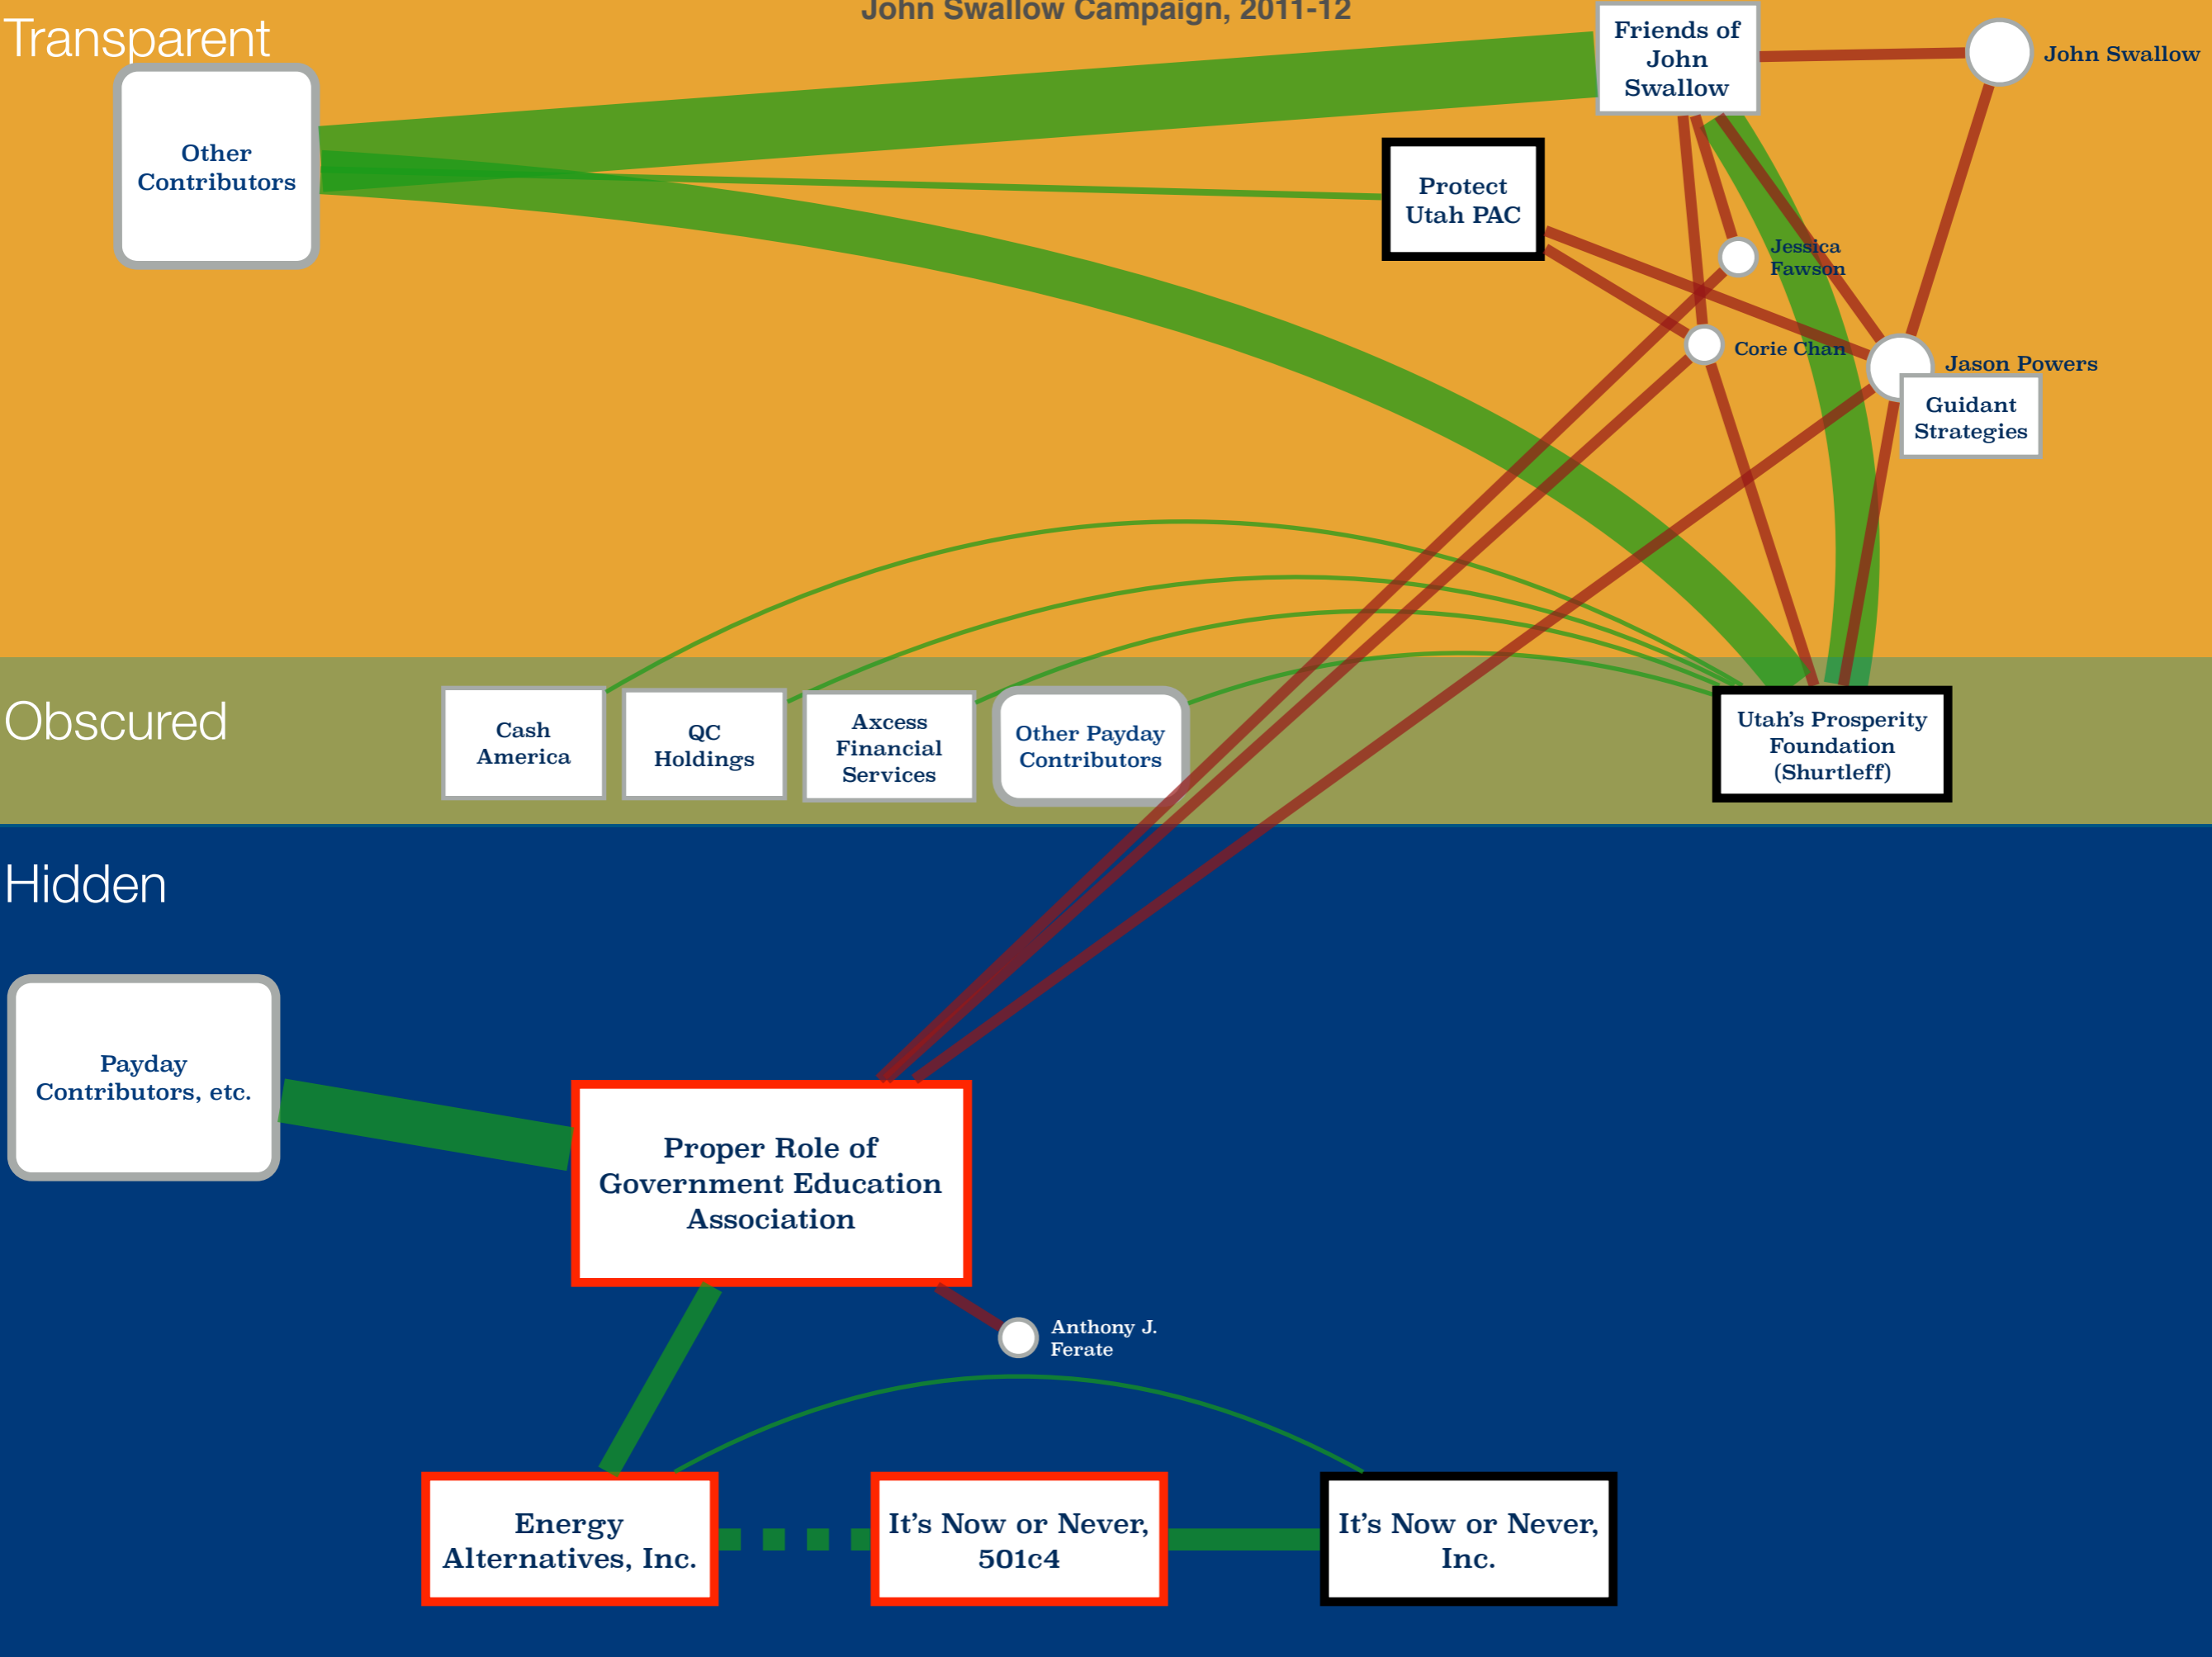 John Swallow Campaign, 2011-12
Transparent
Friends of
John
Swallow
John Swallow
Other
Contributors
Protect
Utah PAC
Jessica
Fawson
Corie Chan
Jason Powers
Guidant
Strategies
Obscured
Cash
America
QC
Holdings
Axcess
Financial
Services
Other Payday
Contributors
Utah's Prosperity
Foundation
(Shurtleff)
Hidden
Payday
Contributors, etc.
Proper Role of
Government Education
Association
Anthony J.
Ferate
Energy
Alternatives, Inc.
It's Now or Never,
501c4
It's Now or Never,
Inc.